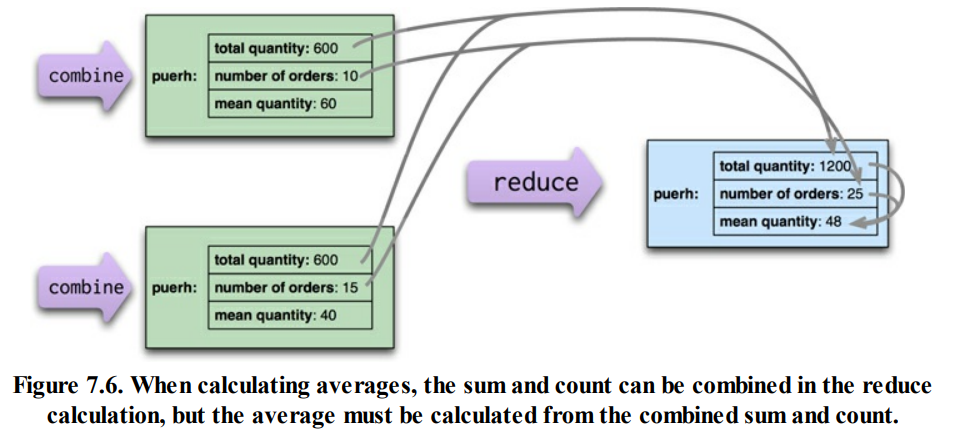 combine
puerh:
total quantity: 600
number of orders: 10
mean quantity: 60
reduce
puerh:
total quantity: 1200
number of orders: 25
mean quantity: 48
combine
puerh:
total quantity: 600
number of orders: 15
mean quantity: 40
Figure 7.6. When calculating averages, the sum and count can be combined in the reduce
calculation, but the average must be calculated from the combined sum and count.